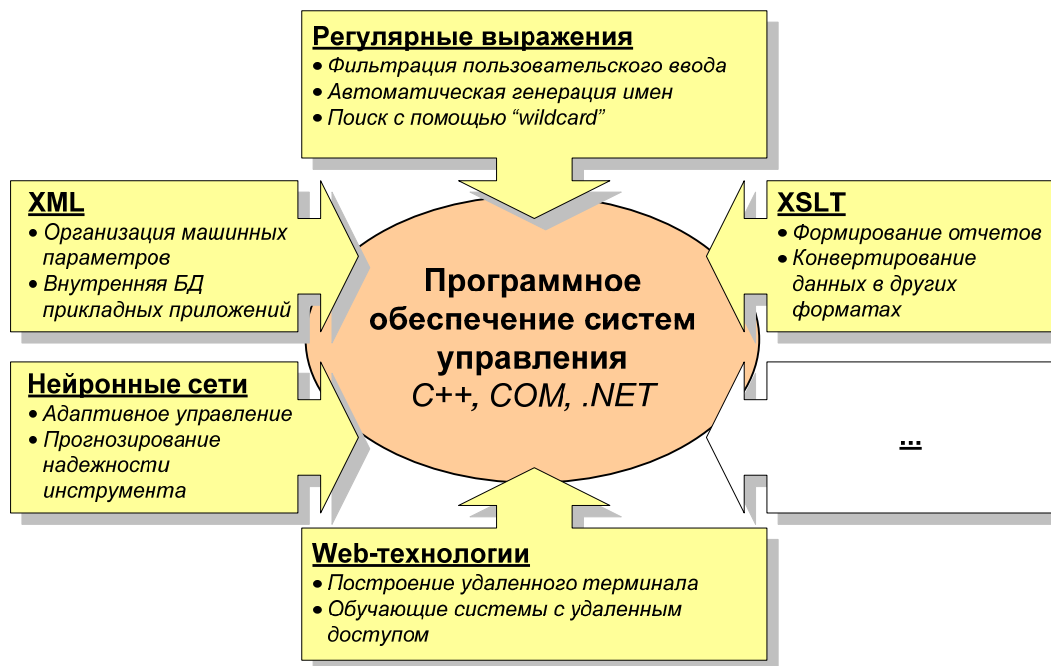 Регулярные выражения
• Фильтрация пользовательского ввода
• Автоматическая генерация имен
• Поиск с помощью “wildcard”
XML
• Организация машинных
параметров
• Внутренняя БД
прикладных приложений
XSLT
• Формирование отчетов
• Конвертирование
данных в других
форматах
Программное
обеспечение систем
управления
C++, COM, .NET
Нейронные сети
• Адаптивное управление
• Прогнозирование
надежности
инструмента
...
Web-технологии
• Построение удаленного терминала
• Обучающие системы с удаленным
доступом